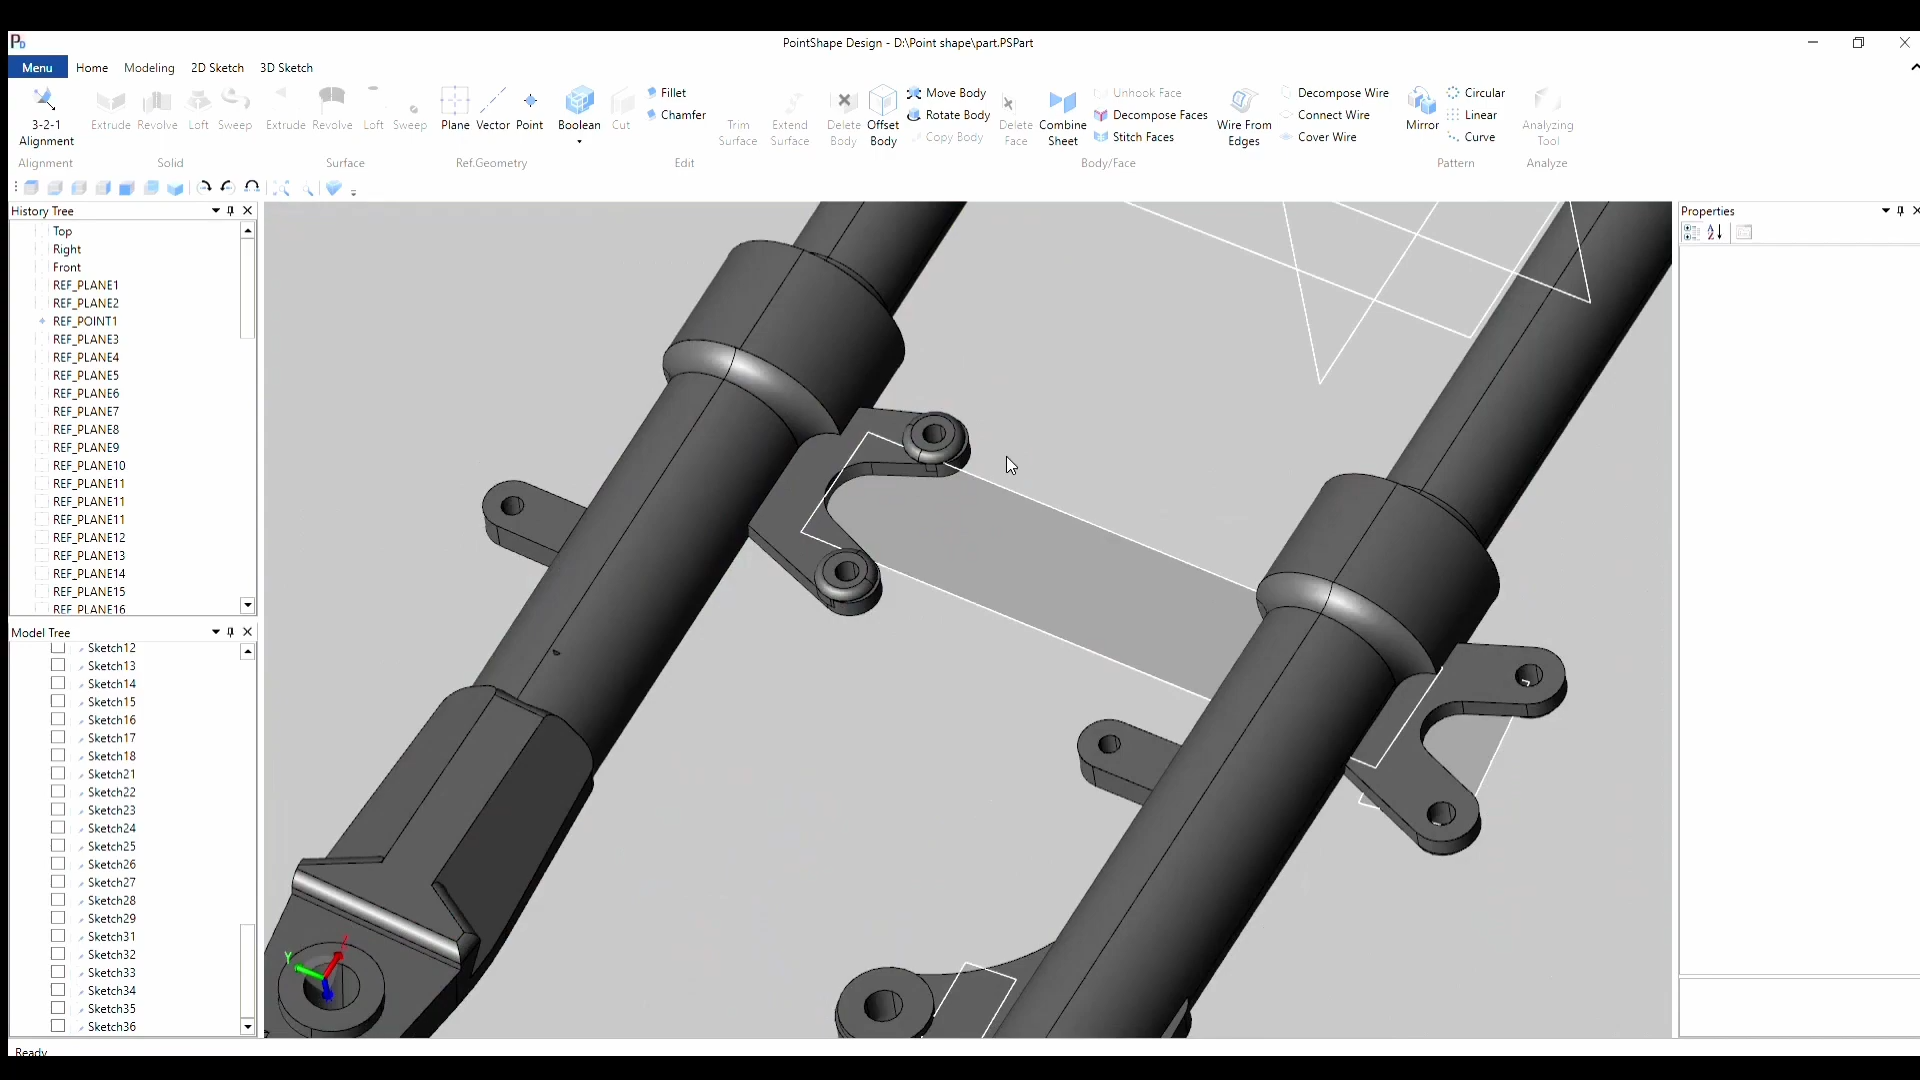 PD
PointShape Design - D:\Point shape\part.PSPart
Menu Home Modeling 2D Sketch 3D Sketch
3-2-1 Alignment
Extrude Revolve Loft Sweep
Extrude Revolve Loft Sweep
Plane Vector Point
Boolean Cut
Fillet
Chamfer
Trim Surface
Extend Surface
Delete Body
Offset Body
Move Body
Rotate Body
Copy Body
Delete Face
Combine Sheet
Unhook Face
Decompose Faces
Stitch Faces
Wire From Edges
Decompose Wire
Connect Wire
Cover Wire
Mirror
Circular
Linear
Curve
Analyzing Tool
Alignment Solid Surface Ref.Geometry Edit Body/Face Pattern Analyze
History Tree
Top
Right
Front
REF_PLANE1
REF_PLANE2
REF_POINT1
REF_PLANE3
REF_PLANE4
REF_PLANE5
REF_PLANE6
REF_PLANE7
REF_PLANE8
REF_PLANE9
REF_PLANE10
REF_PLANE11
REF_PLANE11
REF_PLANE11
REF_PLANE12
REF_PLANE13
REF_PLANE14
REF_PLANE15
REF_PLANE16
Model Tree
Sketch12
Sketch13
Sketch14
Sketch15
Sketch16
Sketch17
Sketch18
Sketch21
Sketch22
Sketch23
Sketch24
Sketch25
Sketch26
Sketch27
Sketch28
Sketch29
Sketch31
Sketch32
Sketch33
Sketch34
Sketch35
Sketch36
Y
Properties
Ready